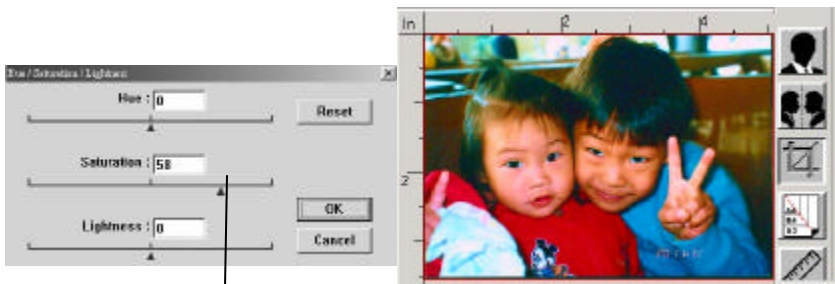 Hue / Saturation / Lightness
Hue : 0
Reset
Saturation : 58
OK
Lightness : 0
Cancel
In
2
4
2